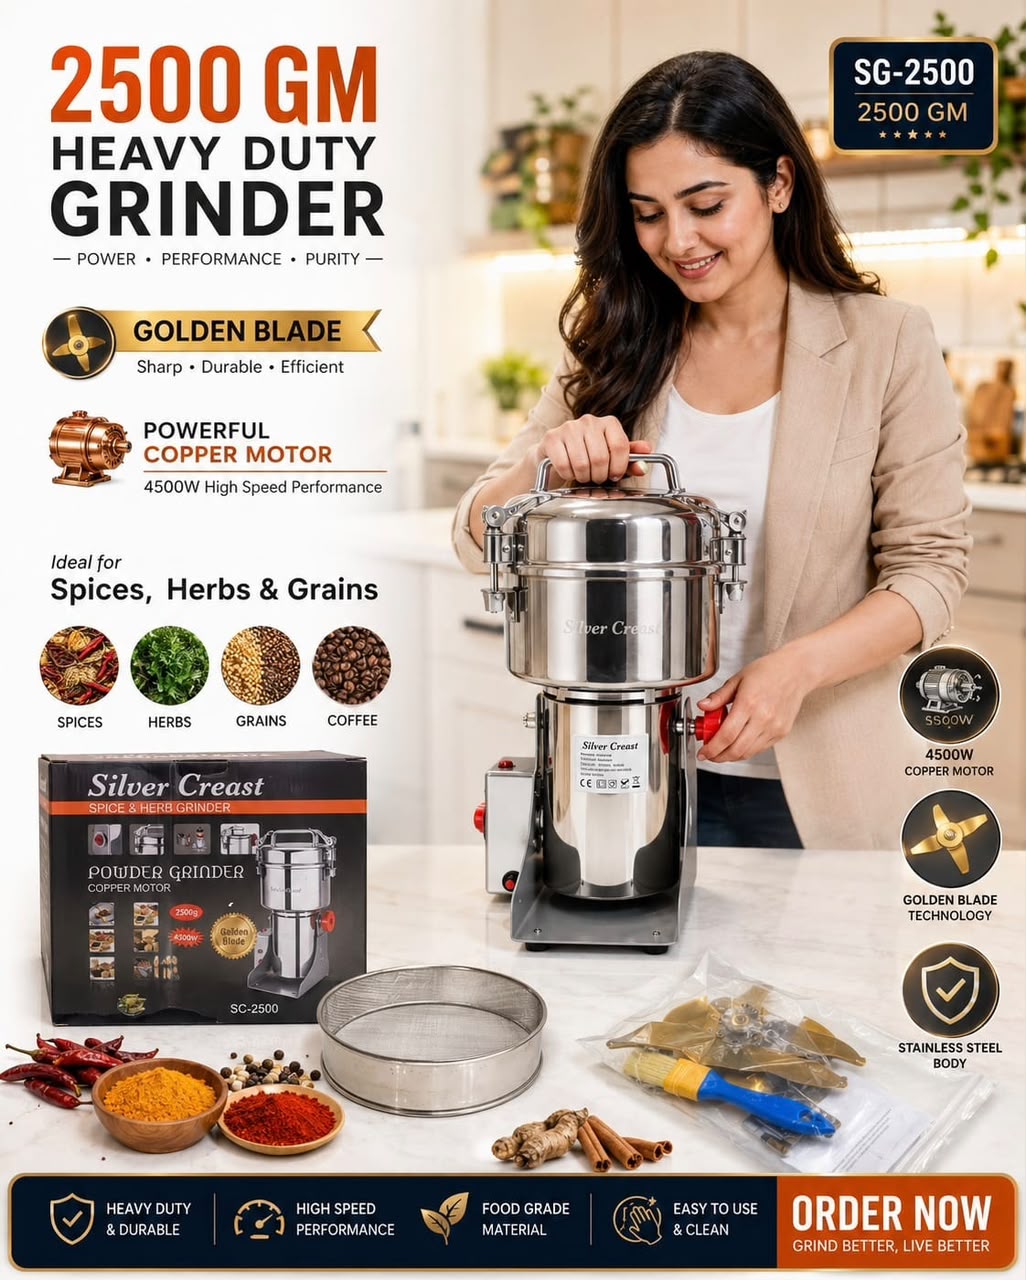 2500 GM
HEAVY DUTY
GRINDER
— POWER • PERFORMANCE • PURITY —
SG-2500
2500 GM
GOLDEN BLADE
Sharp • Durable • Efficient
POWERFUL
COPPER MOTOR
4500W High Speed Performance
Ideal for
Spices, Herbs & Grains
SPICES
HERBS
GRAINS
COFFEE
Silver Creast
Silver Creast
CE
5500W
4500W
COPPER MOTOR
GOLDEN BLADE
TECHNOLOGY
STAINLESS STEEL
BODY
Silver Creast
SPICE & HERB GRINDER
POWDER GRINDER
COPPER MOTOR
2500g
4500W
Golden
Blade
SC-2500
HEAVY DUTY
& DURABLE
HIGH SPEED
PERFORMANCE
FOOD GRADE
MATERIAL
EASY TO USE
& CLEAN
ORDER NOW
GRIND BETTER, LIVE BETTER